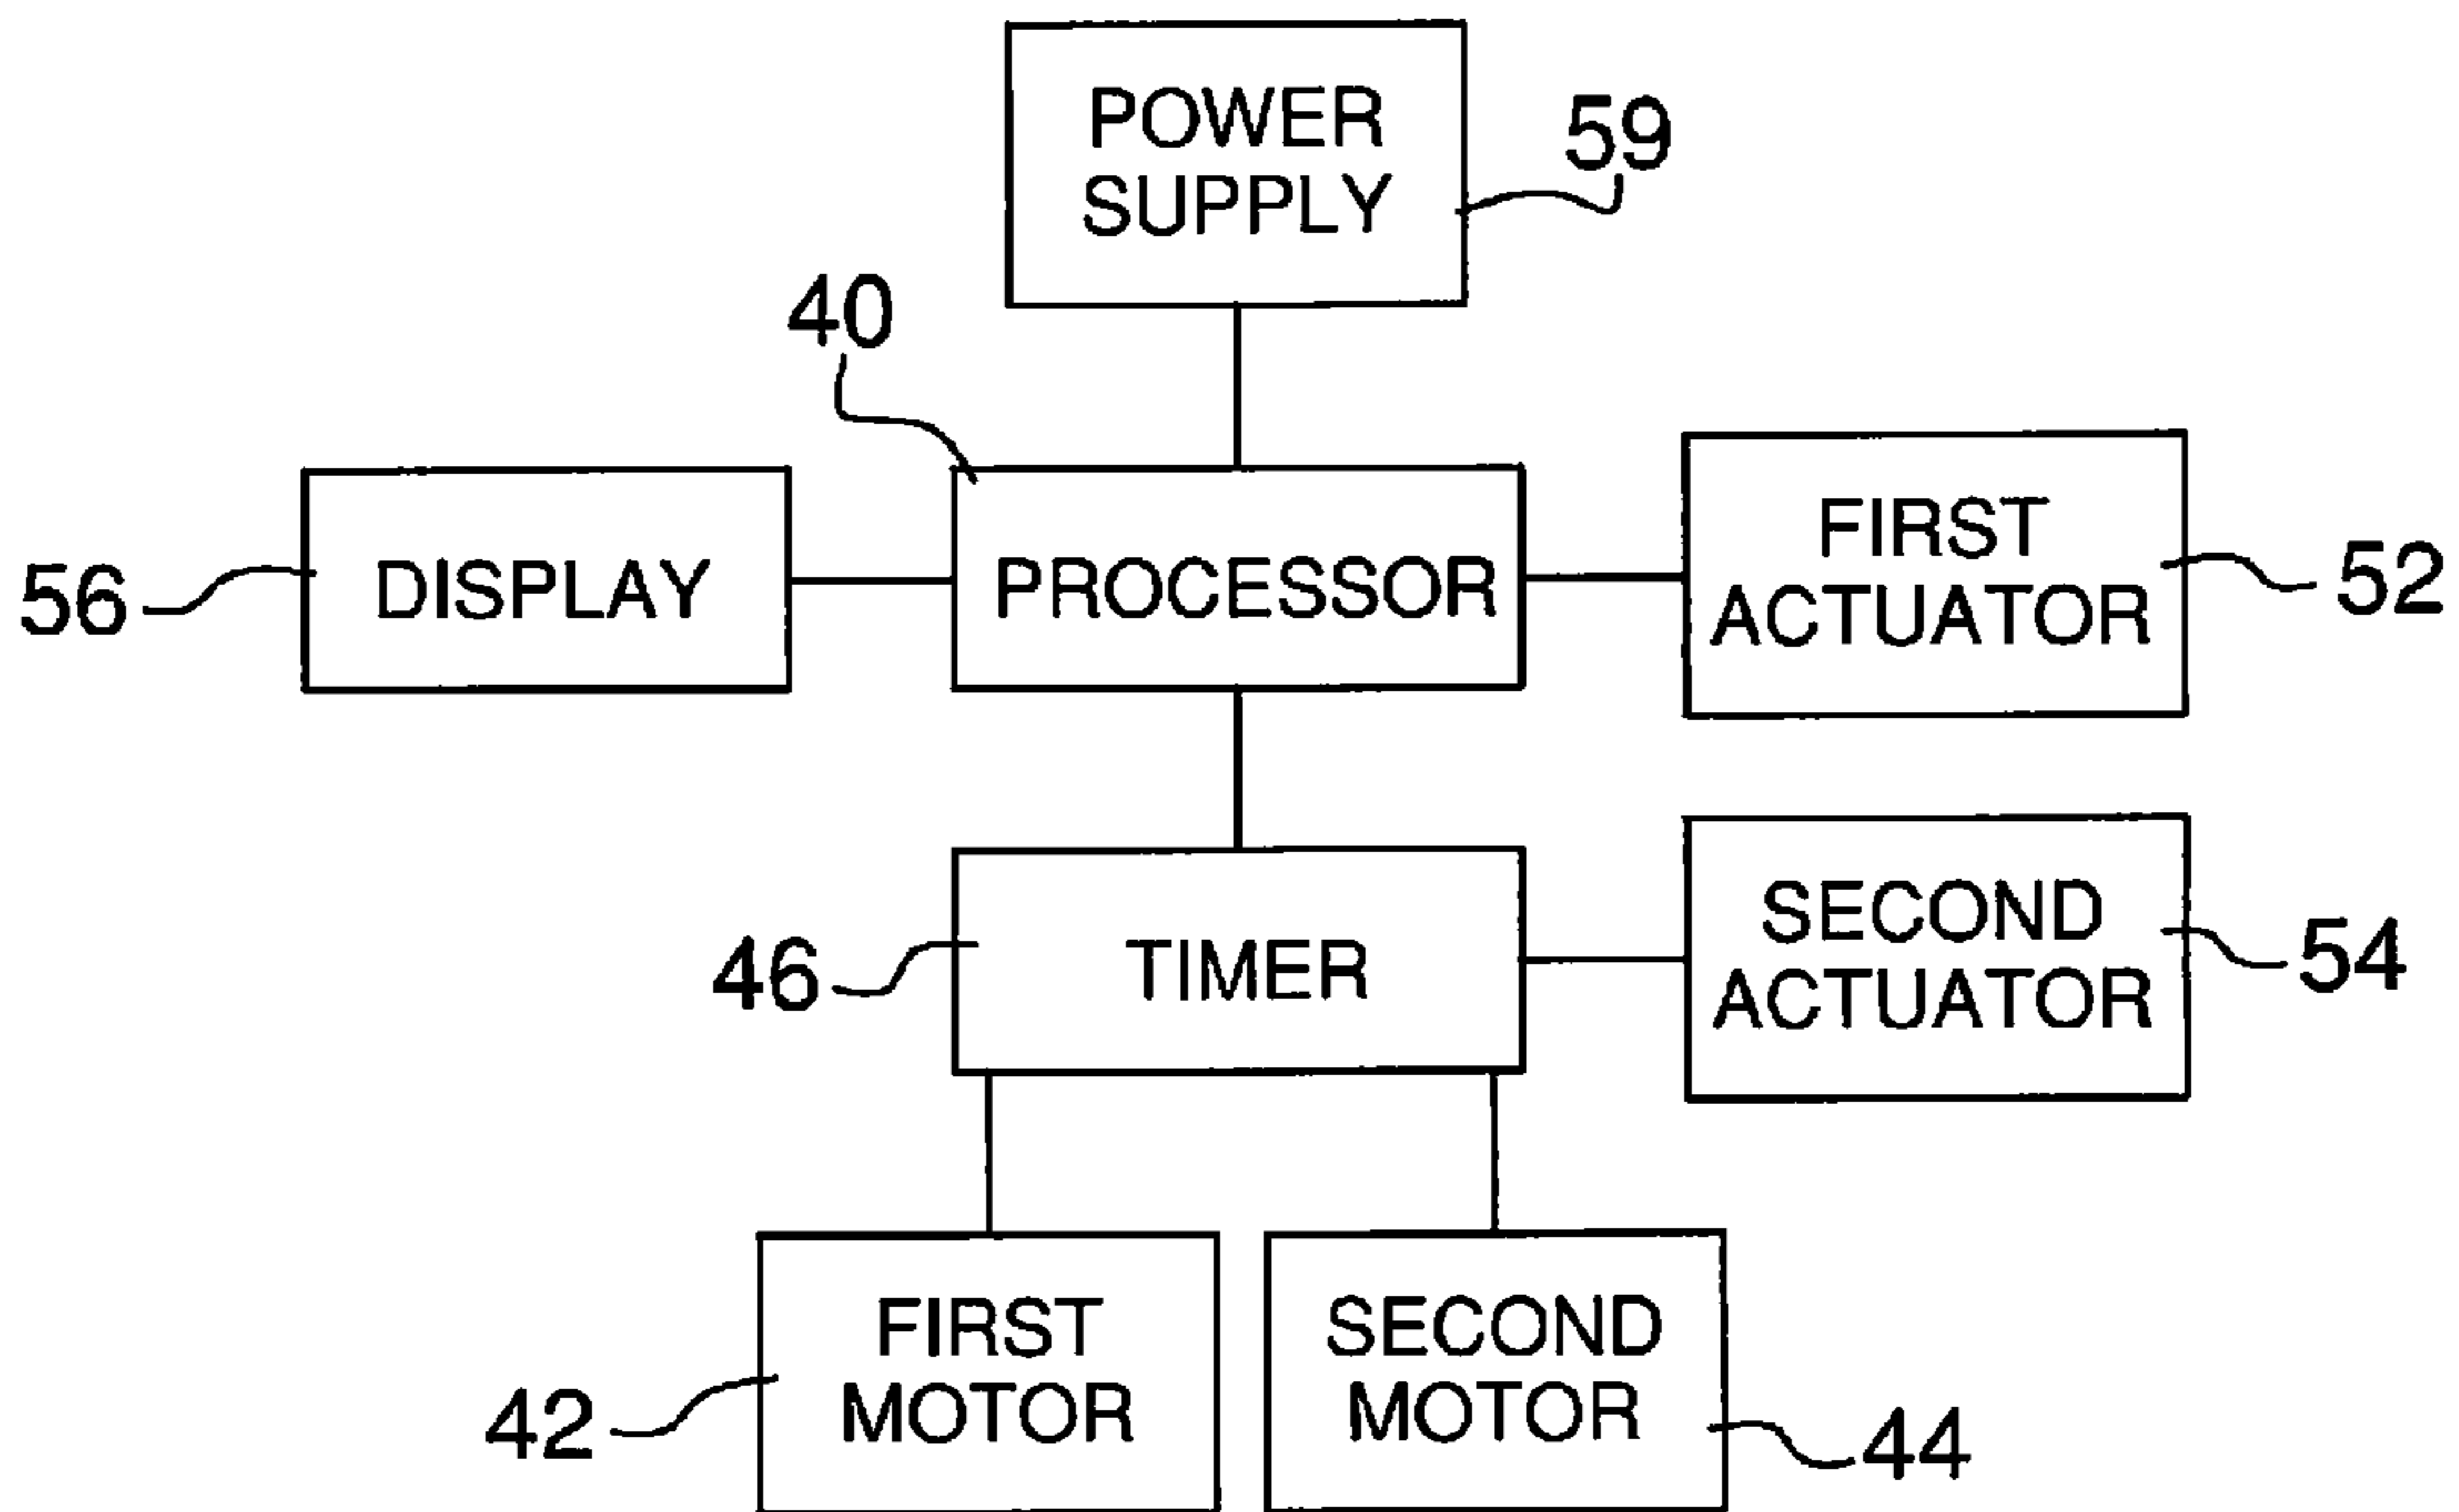 POWER
SUPPLY
59
40
DISPLAY
56
PROCESSOR
FIRST
ACTUATOR
52
TIMER
46
SECOND
ACTUATOR
54
FIRST
MOTOR
42
SECOND
MOTOR
44